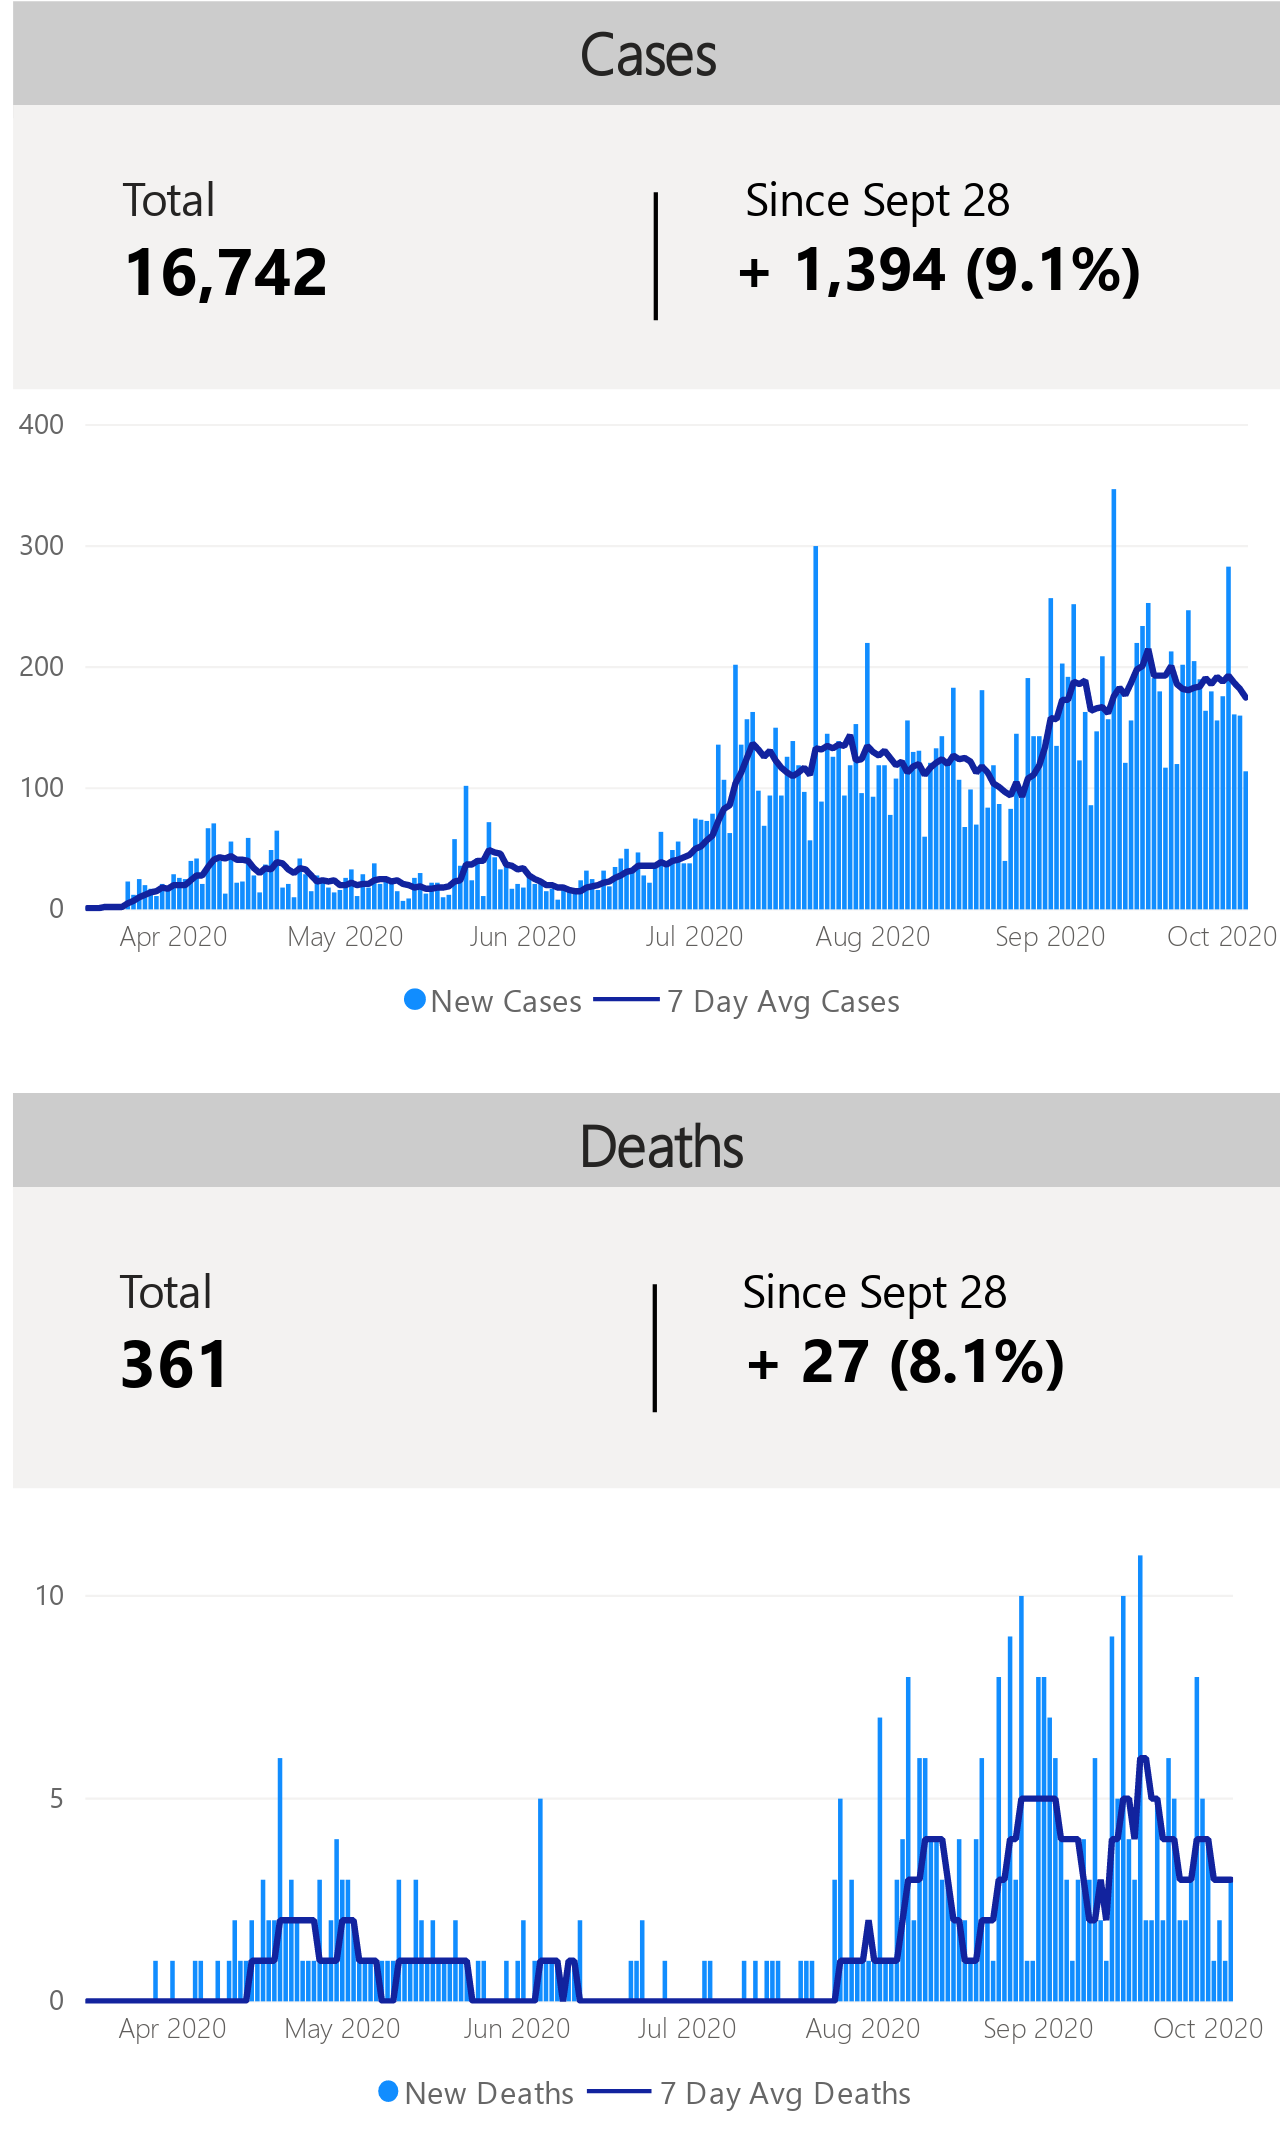 Cases
Total
Since Sept 28
16,742
+ 1,394 (9.1%)
400
300
200
100
0
Apr 2020 May 2020 Jun 2020 Jul 2020 Aug 2020 Sep 2020 Oct 2020
New Cases 7 Day Avg Cases
Deaths
Total
Since Sept 28
361
+ 27 (8.1%)
10
5
0
Apr 2020 May 2020 Jun 2020 Jul 2020 Aug 2020 Sep 2020 Oct 2020
New Deaths 7 Day Avg Deaths